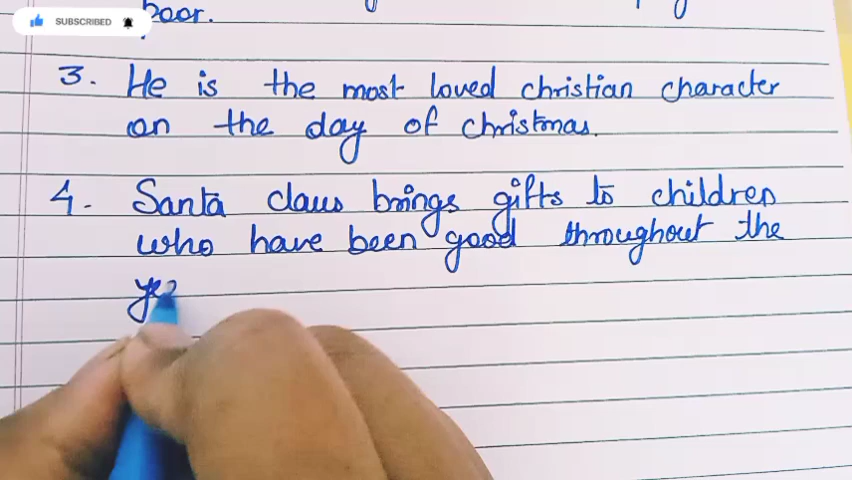 SUBSCRIBED
poor.
3. He is the most loved christian character
on the day of christmas.
4. Santa claus brings gifts to children
who have been good throughout the